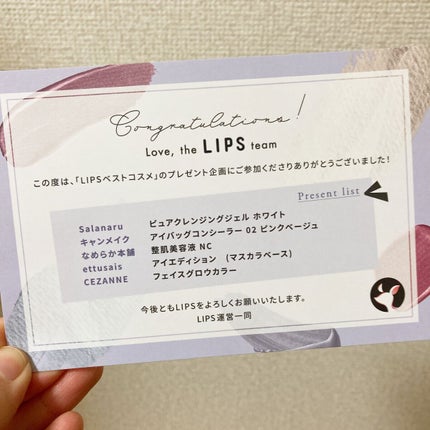 Congratulations!
Love, the LIPS team
この度は、「LIPSベストコスメ」のプレゼント企画にご参加くださりありがとうございました!
Present list
Salanaru ピュアクレンジングジェル ホワイト
キャンメイク アイバッグコンシーラー 02 ピンクベージュ
なめらか本舗 整肌美容液 NC
ettusais アイエディション (マスカラベース)
CEZANNE フェイスグロウカラー
今後ともLIPSをよろしくお願いいたします。
LIPS運営一同